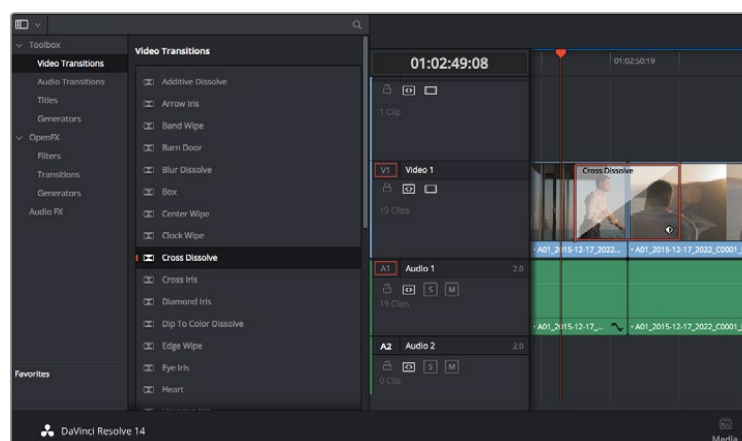 Toolbox
Video Transitions
Audio Transitions
Titles
Generators
OpenFX
Filters
Transitions
Generators
Audio FX
Favorites
Video Transitions
Additive Dissolve
Arrow Iris
Band Wipe
Barn Door
Blur Dissolve
Box
Center Wipe
Clock Wipe
Cross Dissolve
Cross Iris
Diamond Iris
Dip To Color Dissolve
Edge Wipe
Eye Iris
Heart
01:02:49:08
1 Clip
V1 Video 1
19 Clips
A1 Audio 1 2.0
S M
19 Clips
A2 Audio 2 2.0
S M
0 Clip
01:02:50:19
Cross Dissolve
A01_2015-12-17_2022... A01_2015-12-17_2022_C0001_
A01_2015-12-17_... A01_2015-12-17_2022_C0001_
DaVinci Resolve 14
Media